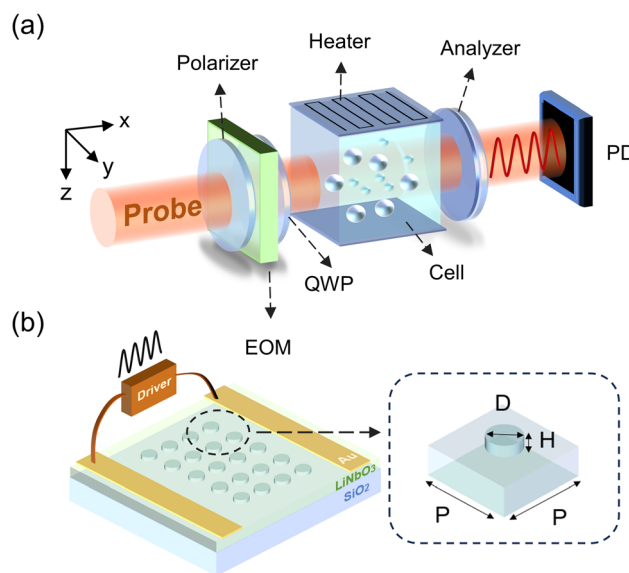 (a)
Heater
Analyzer
Polarizer
x
y
z
PD
Probe
QWP
Cell
EOM
(b)
Driver
Au
LiNbO3
SiO2
D
H
P
P